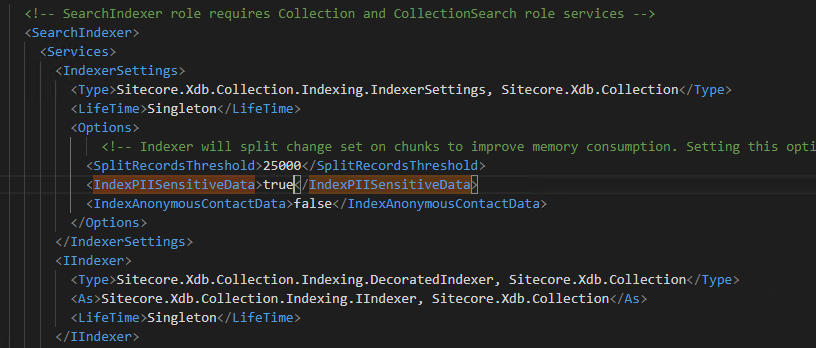 <!-- SearchIndexer role requires Collection and CollectionSearch role services -->
<SearchIndexer>
<Services>
<IndexerSettings>
<Type>Sitecore.Xdb.Collection.Indexing.IndexerSettings, Sitecore.Xdb.Collection</Type>
<LifeTime>Singleton</LifeTime>
<Options>
<!-- Indexer will split change set on chunks to improve memory consumption. Setting this opti
<SplitRecordsThreshold>25000</SplitRecordsThreshold>
<IndexPIISensitiveData>true</IndexPIISensitiveData>
<IndexAnonymousContactData>false</IndexAnonymousContactData>
</Options>
</IndexerSettings>
<IIndexer>
<Type>Sitecore.Xdb.Collection.Indexing.DecoratedIndexer, Sitecore.Xdb.Collection</Type>
<As>Sitecore.Xdb.Collection.Indexing.IIndexer, Sitecore.Xdb.Collection</As>
<LifeTime>Singleton</LifeTime>
</IIndexer>